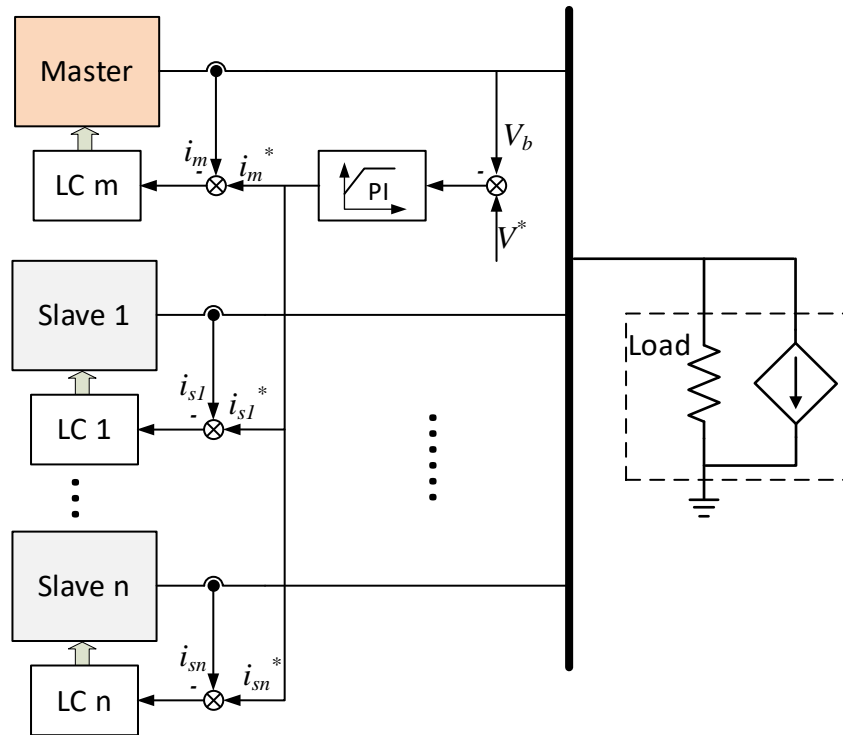 Master
i_m
i_m*
V_b
LC m
-
PI
-
V*
Slave 1
Load
i_s1
i_s1*
LC 1
-
Slave n
i_sn
i_sn*
LC n
-